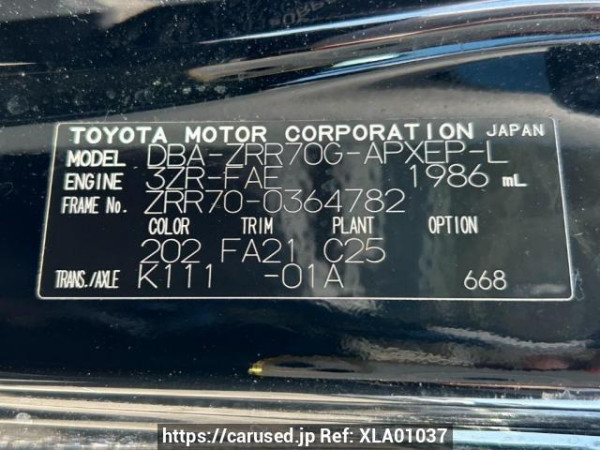 TOYOTA MOTOR CORPORATION JAPAN
MODEL DBA-ZRR70G-APXEP-L
ENGINE 3ZR-FAE 1986 mL
FRAME No. ZRR70-0364782
COLOR TRIM PLANT OPTION
202 FA21 C25
TRANS./AXLE K111 -01A 668
https://carused.jp Ref: XLA01037